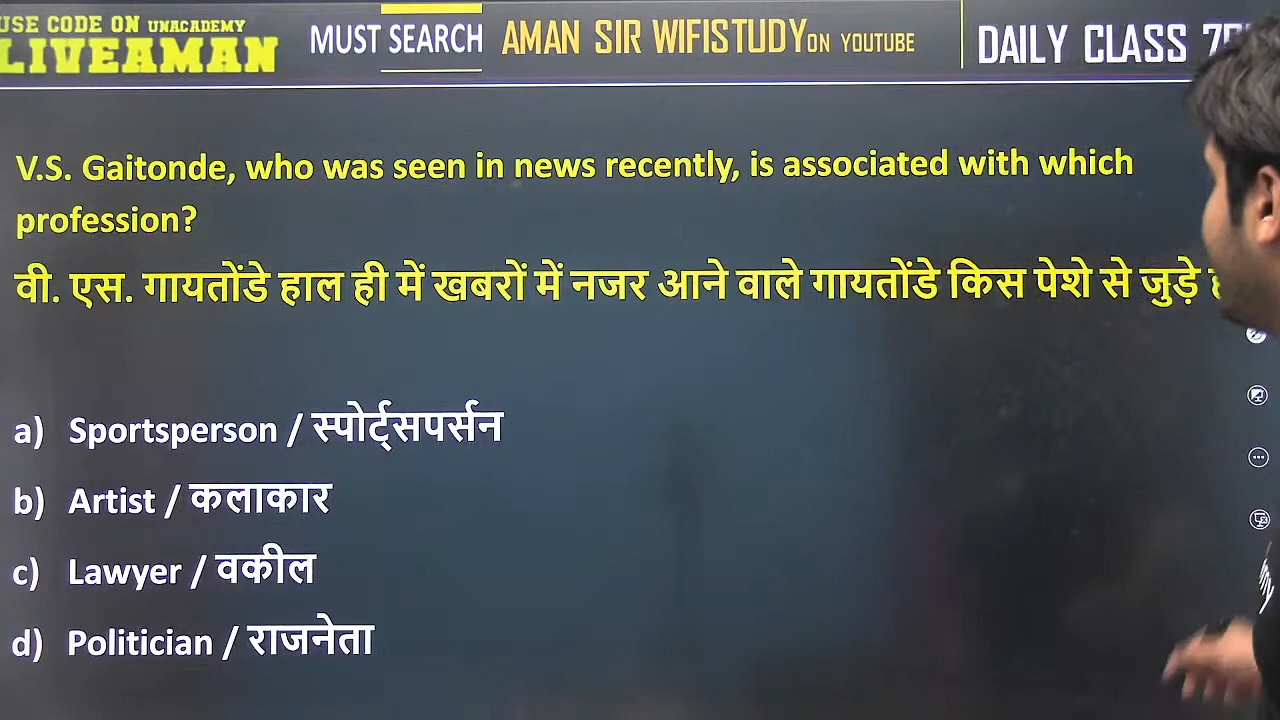 USE CODE ON UNACADEMY
LIVEAMAN
MUST SEARCH
AMAN SIR WIFISTUDY ON YOUTUBE
DAILY CLASS
V.S. Gaitonde, who was seen in news recently, is associated with which
profession?
वी. एस. गायतोंडे हाल ही में खबरों में नजर आने वाले गायतोंडे किस पेशे से जुड़े
a) Sportsperson / स्पोर्ट्सपर्सन
b) Artist / कलाकार
c) Lawyer / वकील
d) Politician / राजनेता